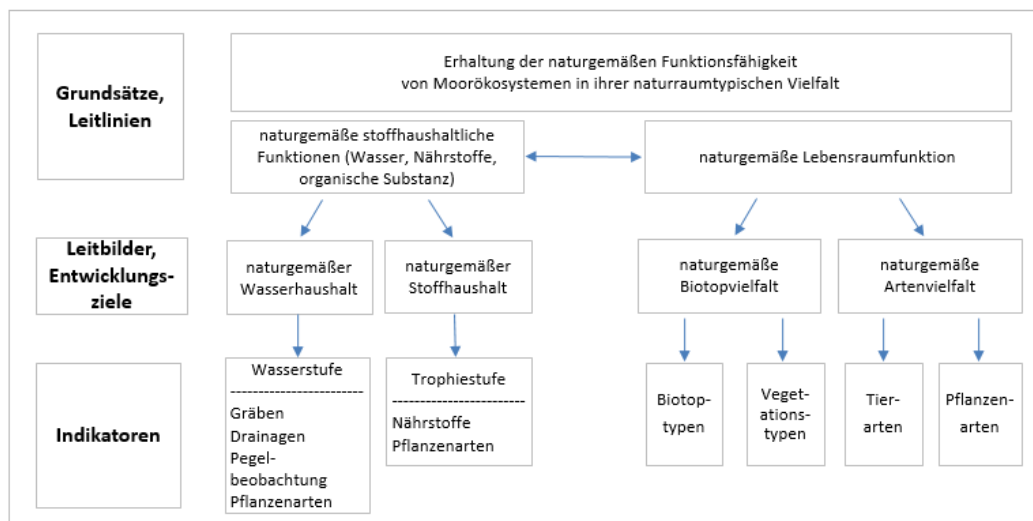 Grundsätze,
Leitlinien
Erhaltung der naturgemäßen Funktionsfähigkeit
von Moorökosystemen in ihrer naturraumtypischen Vielfalt
naturgemäße stoffhaushaltliche
Funktionen (Wasser, Nährstoffe,
organische Substanz)
naturgemäße Lebensraumfunktion
Leitbilder,
Entwicklungs-
ziele
naturgemäßer
Wasserhaushalt
naturgemäßer
Stoffhaushalt
naturgemäße
Biotopvielfalt
naturgemäße
Artenvielfalt
Indikatoren
Wasserstufe
Gräben
Drainagen
Pegel-
beobachtung
Pflanzenarten
Trophiestufe
Nährstoffe
Pflanzenarten
Biotop-
typen
Veget-
ations-
typen
Tier-
arten
Pflanzen-
arten